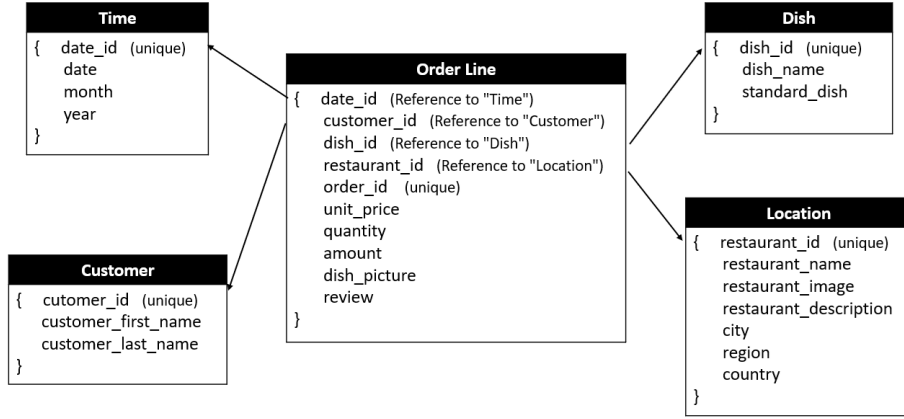 Time
{ date_id (unique)
date
month
year
}
Order Line
{ date_id (Reference to "Time")
customer_id (Reference to "Customer")
dish_id (Reference to "Dish")
restaurant_id (Reference to "Location")
order_id (unique)
unit_price
quantity
amount
dish_picture
review
}
Dish
{ dish_id (unique)
dish_name
standard_dish
}
Customer
{ cutomer_id (unique)
customer_first_name
customer_last_name
}
Location
{ restaurant_id (unique)
restaurant_name
restaurant_image
restaurant_description
city
region
country
}